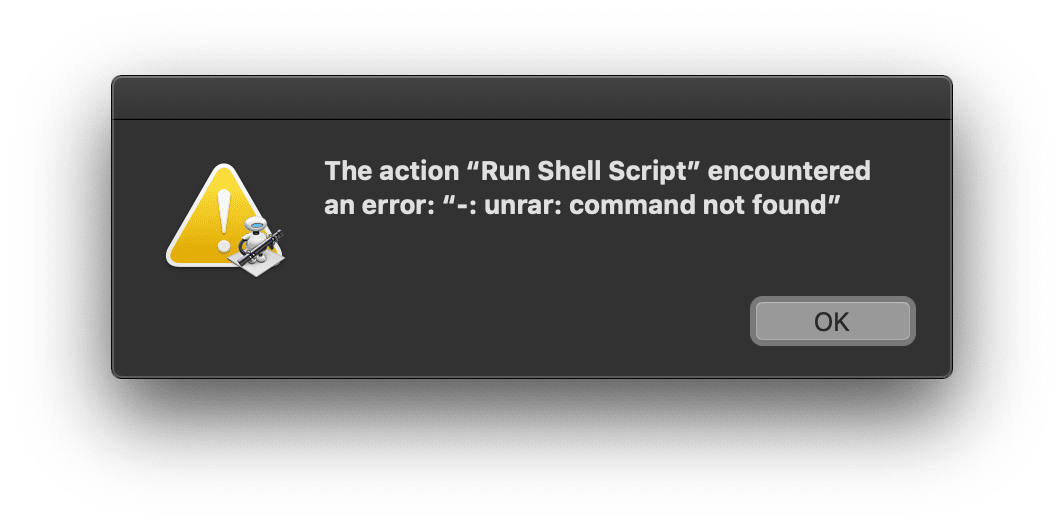 The action “Run Shell Script” encountered
an error: “-: unrar: command not found”
OK